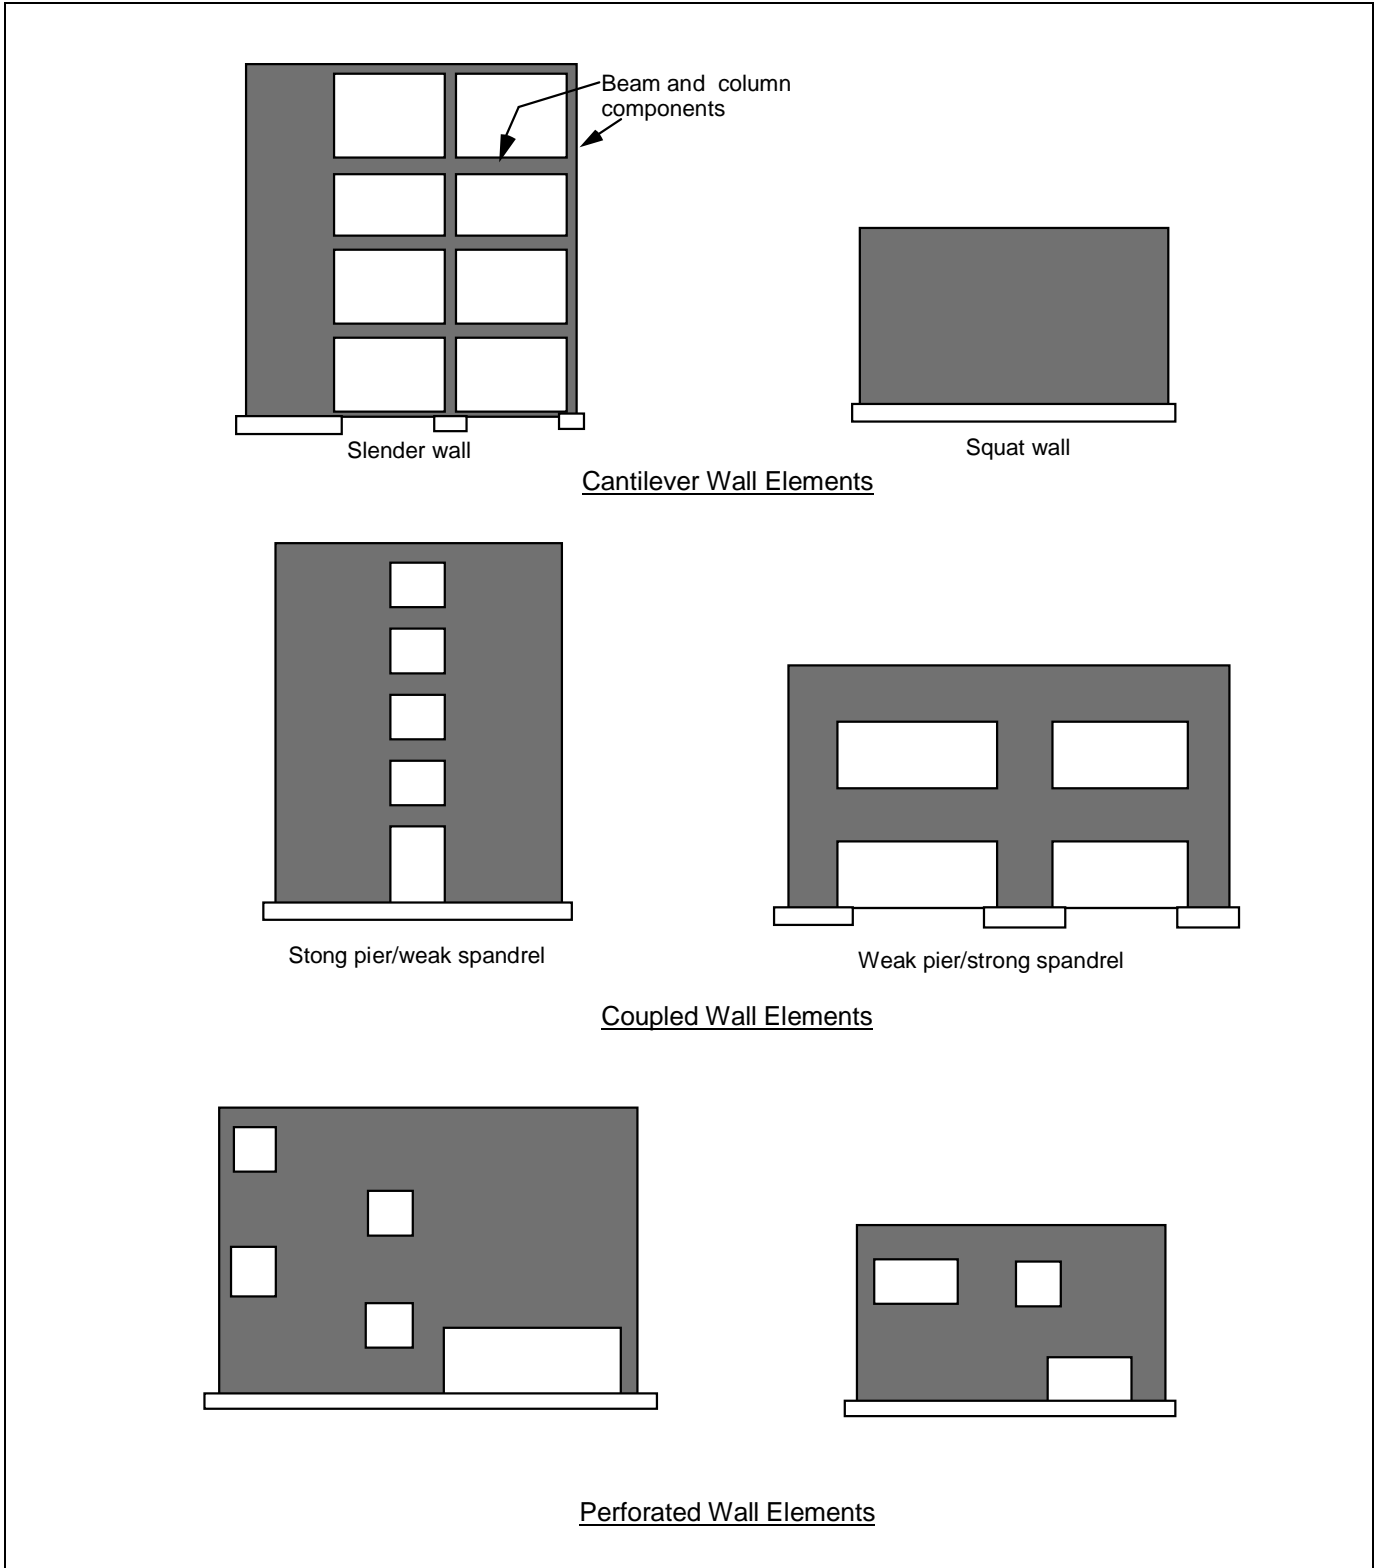 Beam and column
components
Slender wall
Squat wall
Cantilever Wall Elements
Stong pier/weak spandrel
Weak pier/strong spandrel
Coupled Wall Elements
Perforated Wall Elements